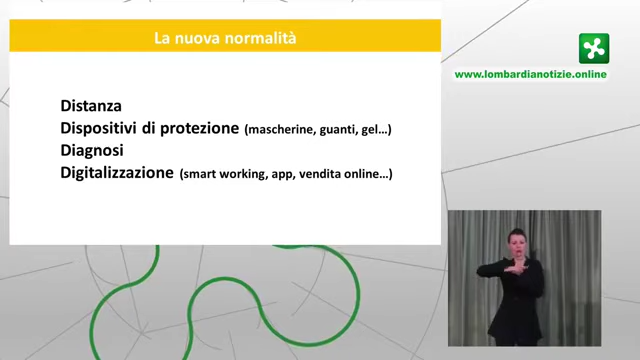 La nuova normalità
www.lombardianotizie.online
Distanza
Dispositivi di protezione (mascherine, guanti, gel…)
Diagnosi
Digitalizzazione (smart working, app, vendita online…)